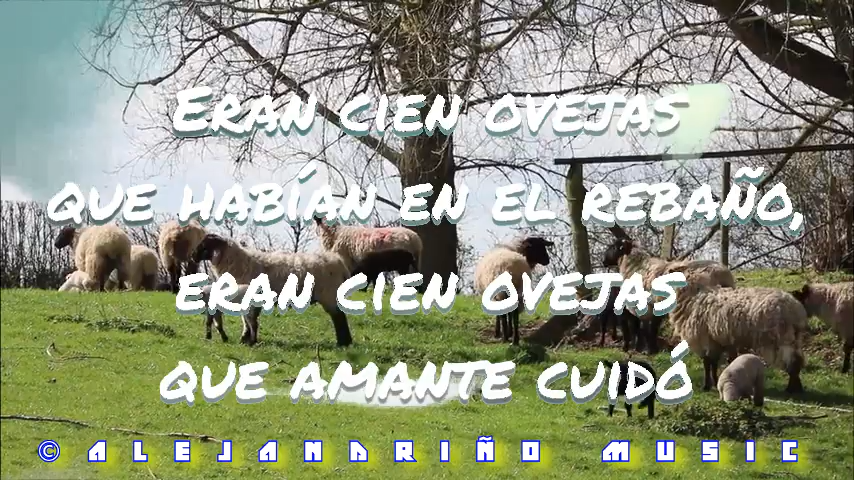 Eran cien ovejas
que habían en el rebaño,
eran cien ovejas
que amante cuidó
© ALEJANDRIÑO MUSIC